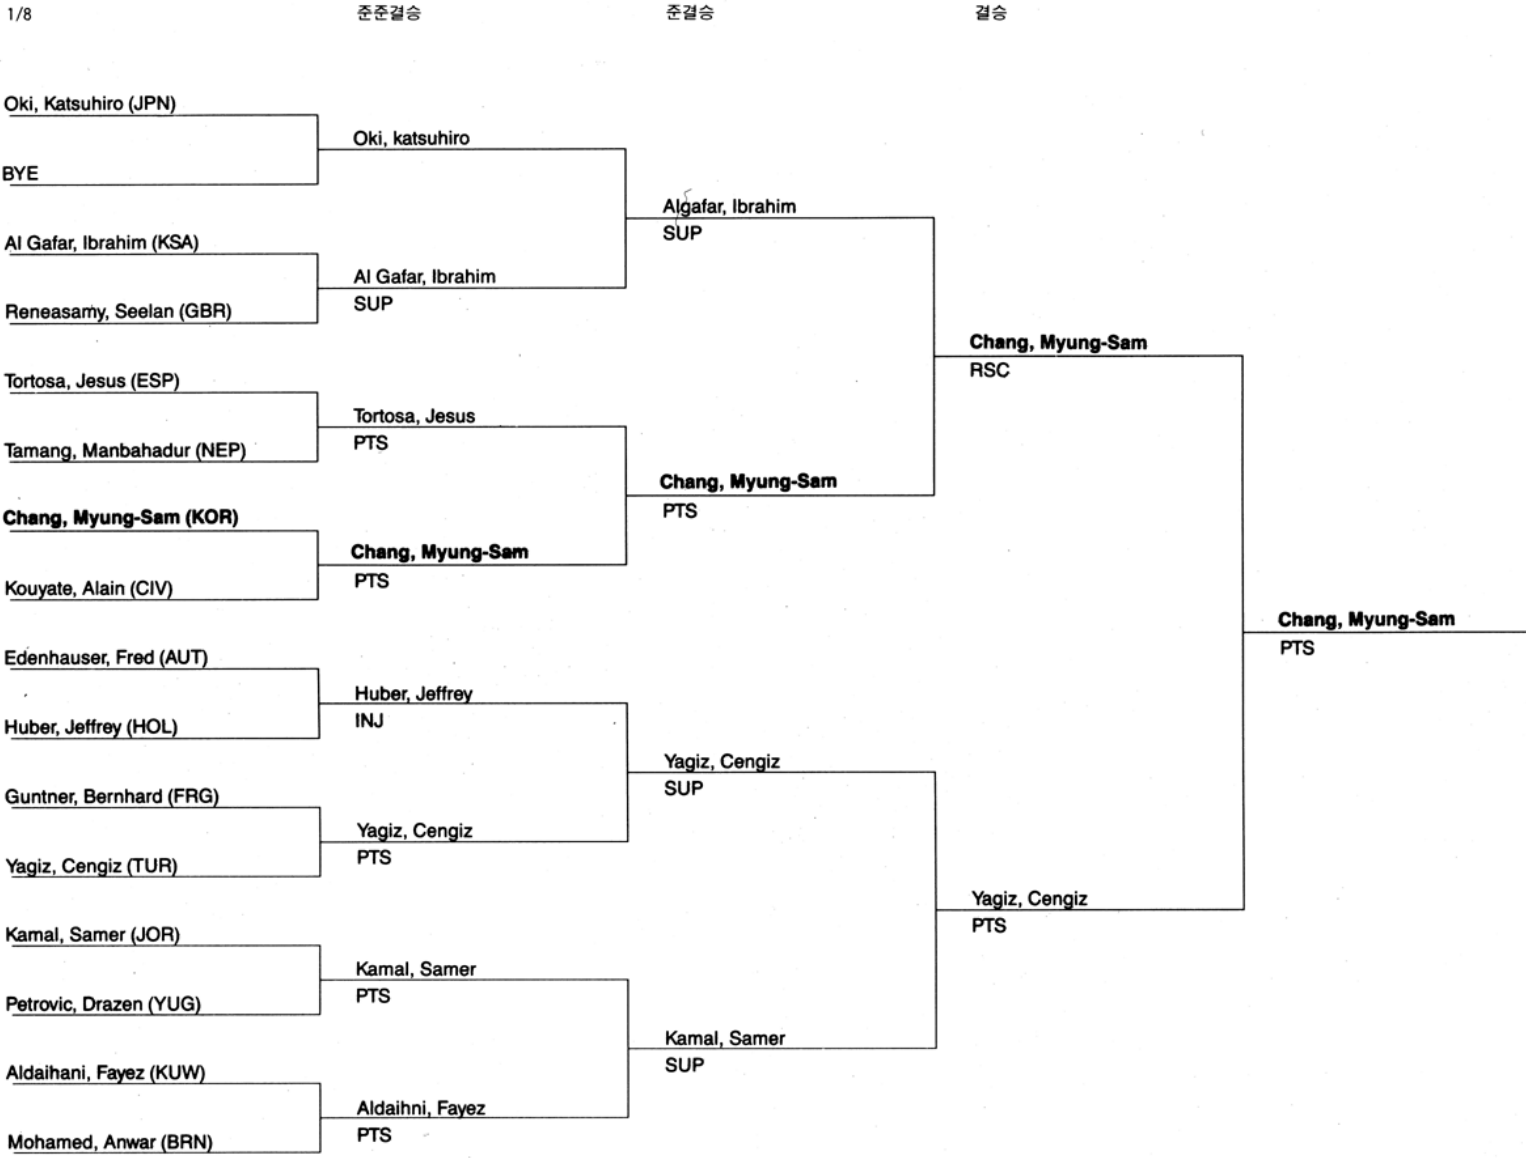 1/8 준준결승 준결승 결승
Oki, Katsuhiro (JPN)
BYE
Al Gafar, Ibrahim (KSA)
Reneasamy, Seelan (GBR)
Tortosa, Jesus (ESP)
Tamang, Manbahadur (NEP)
Chang, Myung-Sam (KOR)
Kouyate, Alain (CIV)
Edenhauser, Fred (AUT)
Huber, Jeffrey (HOL)
Guntner, Bernhard (FRG)
Yagiz, Cengiz (TUR)
Kamal, Samer (JOR)
Petrovic, Drazen (YUG)
Aldaihani, Fayez (KUW)
Mohamed, Anwar (BRN)
Oki, katsuhiro
Al Gafar, Ibrahim
SUP
Tortosa, Jesus
PTS
Chang, Myung-Sam
PTS
Huber, Jeffrey
INJ
Yagiz, Cengiz
PTS
Kamal, Samer
PTS
Aldaihni, Fayez
PTS
Algafar, Ibrahim
SUP
Chang, Myung-Sam
PTS
Yagiz, Cengiz
SUP
Kamal, Samer
SUP
Chang, Myung-Sam
RSC
Yagiz, Cengiz
PTS
Chang, Myung-Sam
PTS